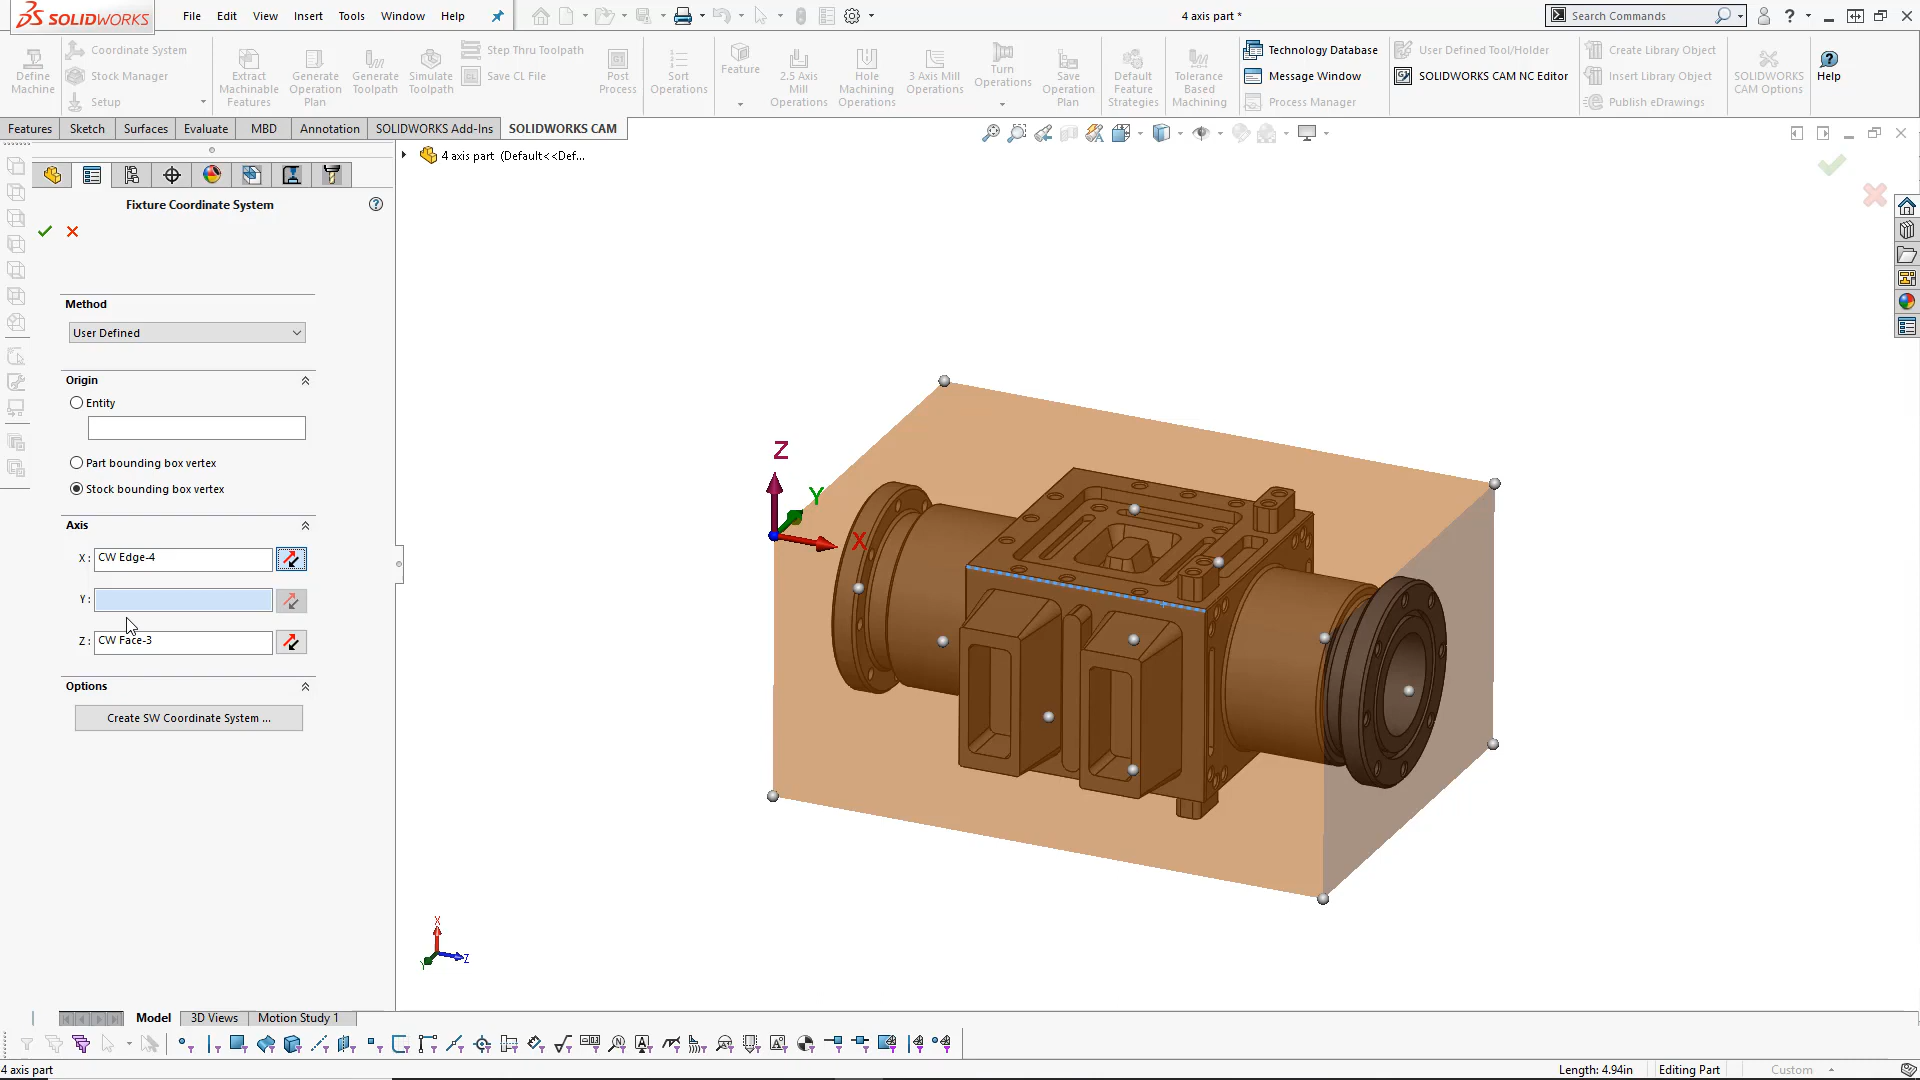 SOLIDWORKS
File Edit View Insert Tools Window Help
4 axis part *
Search Commands
Define Machine
Coordinate System
Stock Manager
Setup
Extract Machinable Features
Generate Operation Plan
Generate Toolpath
Simulate Toolpath
Step Thru Toolpath
Save CL File
Post Process
Sort Operations
Feature
2.5 Axis Mill Operations
Hole Machining Operations
3 Axis Mill Operations
Turn Operations
Save Operation Plan
Default Feature Strategies
Tolerance Based Machining
Technology Database
Message Window
Process Manager
User Defined Tool/Holder
SOLIDWORKS CAM NC Editor
Create Library Object
Insert Library Object
Publish eDrawings
SOLIDWORKS CAM Options
Help
Features Sketch Surfaces Evaluate MBD Annotation SOLIDWORKS Add-Ins SOLIDWORKS CAM
4 axis part (Default<<Def...
Fixture Coordinate System
Method
User Defined
Origin
Entity
Part bounding box vertex
Stock bounding box vertex
Axis
X: CW Edge-4
Y:
Z: CW Face-3
Options
Create SW Coordinate System ...
Z
Y
X
X
Z
Y
Model 3D Views Motion Study 1
4 axis part
Length: 4.94in
Editing Part
Custom